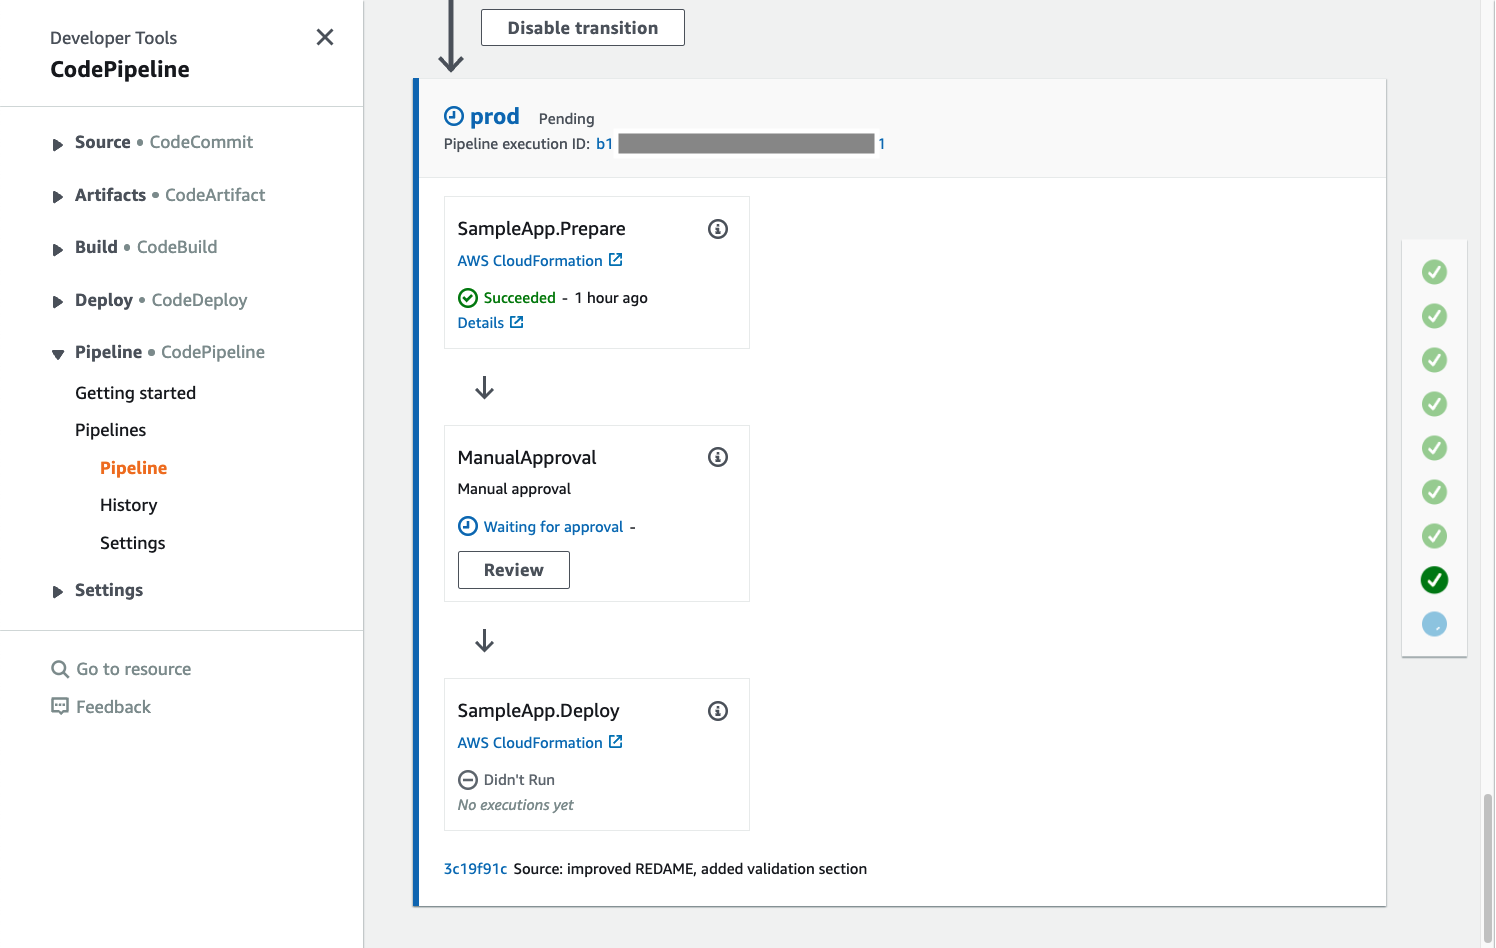 Developer Tools
CodePipeline
Source • CodeCommit
Artifacts • CodeArtifact
Build • CodeBuild
Deploy • CodeDeploy
Pipeline • CodePipeline
Getting started
Pipelines
Pipeline
History
Settings
Settings
Go to resource
Feedback
Disable transition
prod Pending
Pipeline execution ID: b1 1
SampleApp.Prepare
AWS CloudFormation
Succeeded - 1 hour ago
Details
ManualApproval
Manual approval
Waiting for approval -
Review
SampleApp.Deploy
AWS CloudFormation
Didn't Run
No executions yet
3c19f91c Source: improved REDAME, added validation section